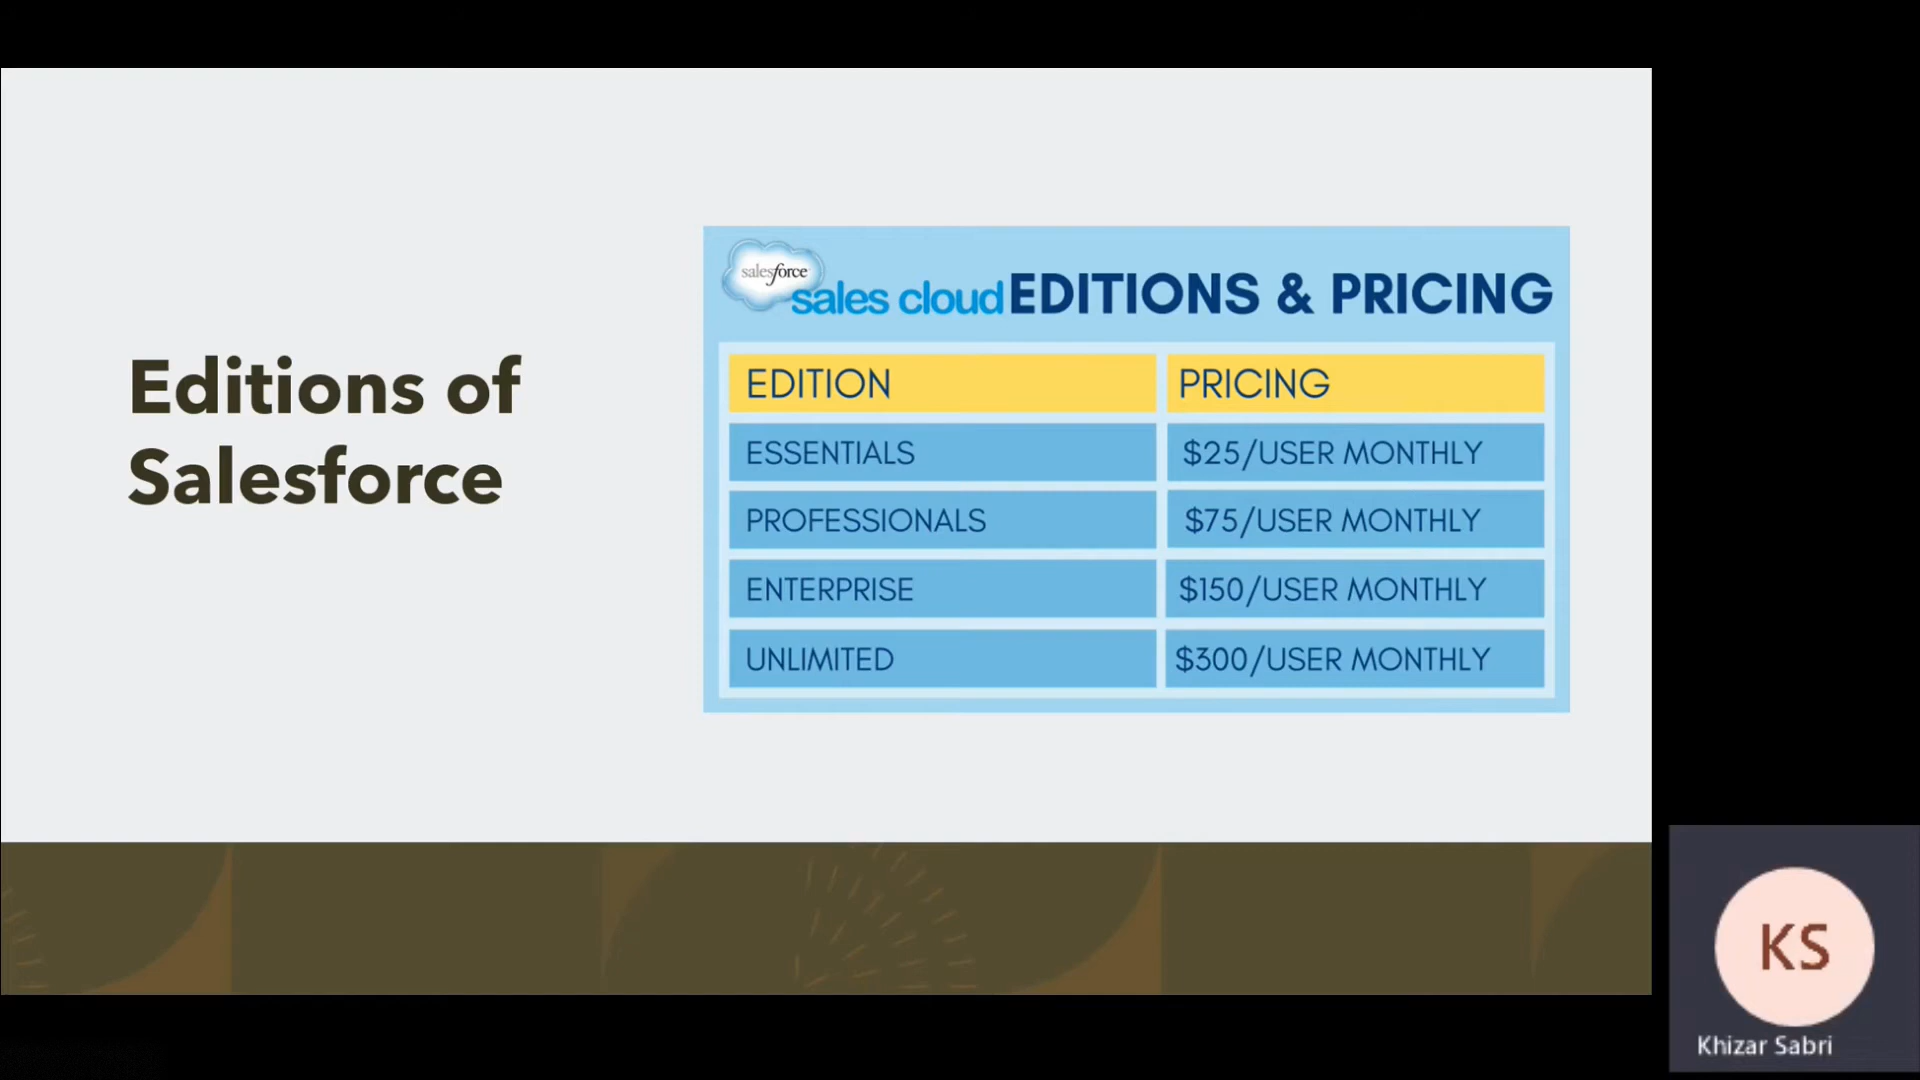 Editions of
Salesforce
salesforce
sales cloud EDITIONS & PRICING
EDITION PRICING
ESSENTIALS $25/USER MONTHLY
PROFESSIONALS $75/USER MONTHLY
ENTERPRISE $150/USER MONTHLY
UNLIMITED $300/USER MONTHLY
KS
Khizar Sabri